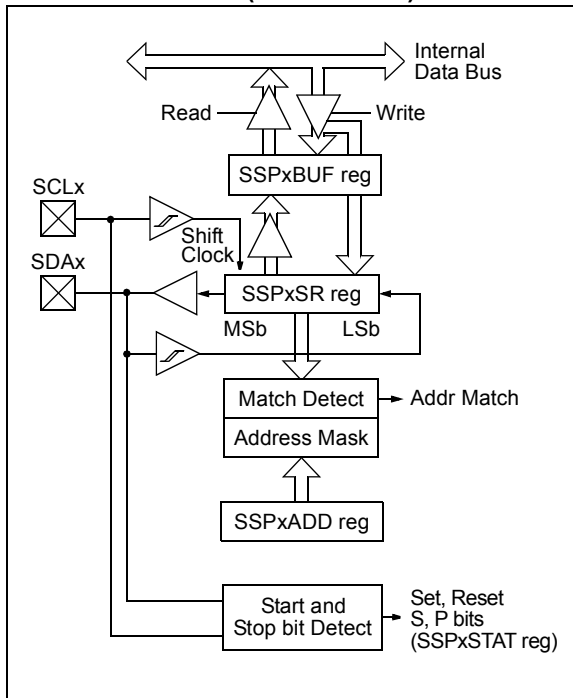 Internal
Data Bus
Read
Write
SSPxBUF reg
SCLx
Shift
Clock
SDAx
SSPxSR reg
MSb
LSb
Match Detect
Addr Match
Address Mask
SSPxADD reg
Start and
Stop bit Detect
Set, Reset
S, P bits
(SSPxSTAT reg)